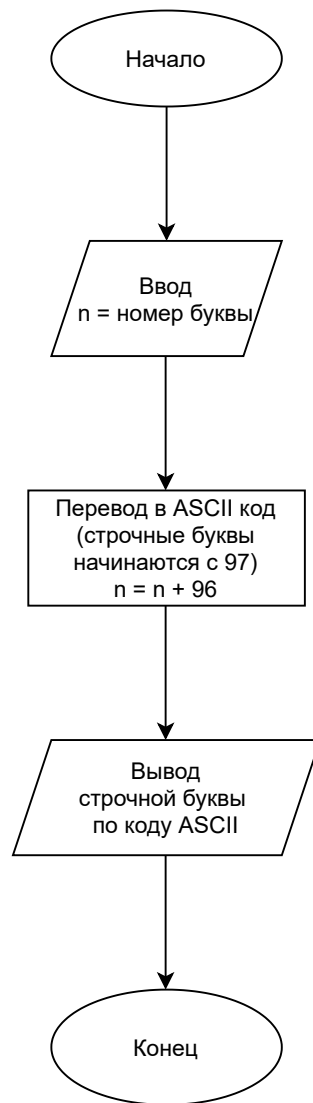 Начало
Ввод
n = номер буквы
Перевод в ASCII код
(строчные буквы
начинаются с 97)
n = n + 96
Вывод
строчной буквы
по коду ASCII
Конец